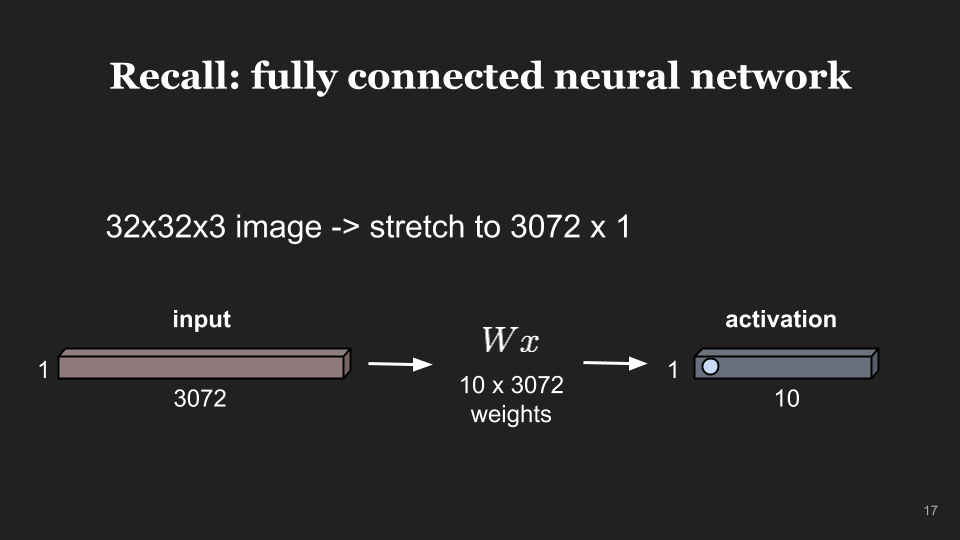 Recall: fully connected neural network
32x32x3 image -> stretch to 3072 x 1
input
1
3072
Wx
10 x 3072
weights
activation
1
10
17